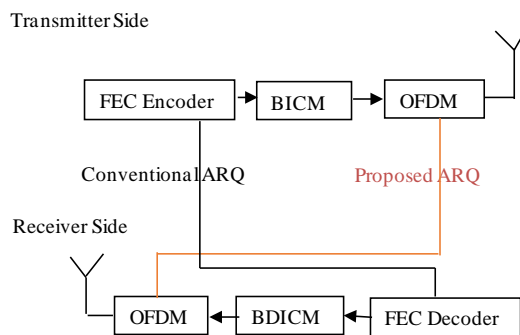 Transmitter Side
FEC Encoder
BICM
OFDM
Conventional ARQ
Proposed ARQ
Receiver Side
OFDM
BDICM
FEC Decoder